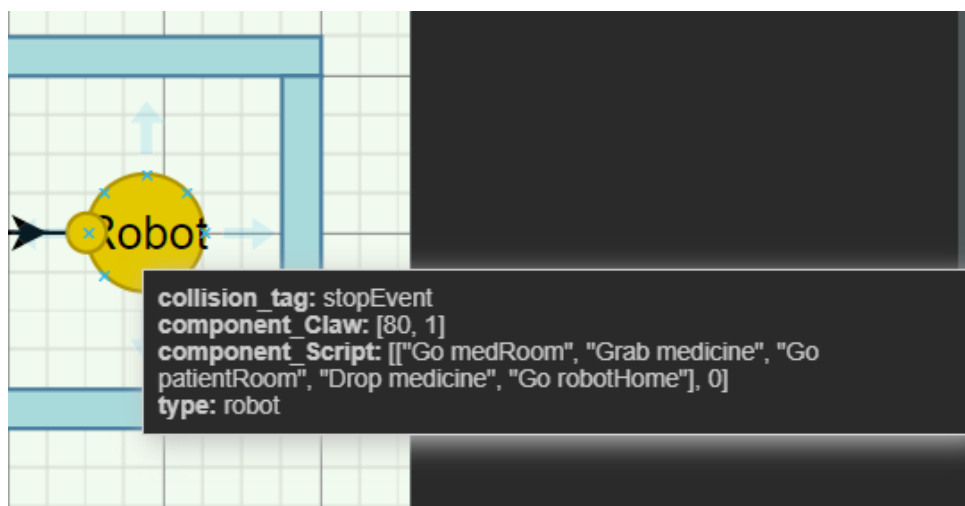 Robot
collision_tag: stopEvent
component_Claw: [80, 1]
component_Script: [["Go medRoom", "Grab medicine", "Go
patientRoom", "Drop medicine", "Go robotHome"], 0]
type: robot